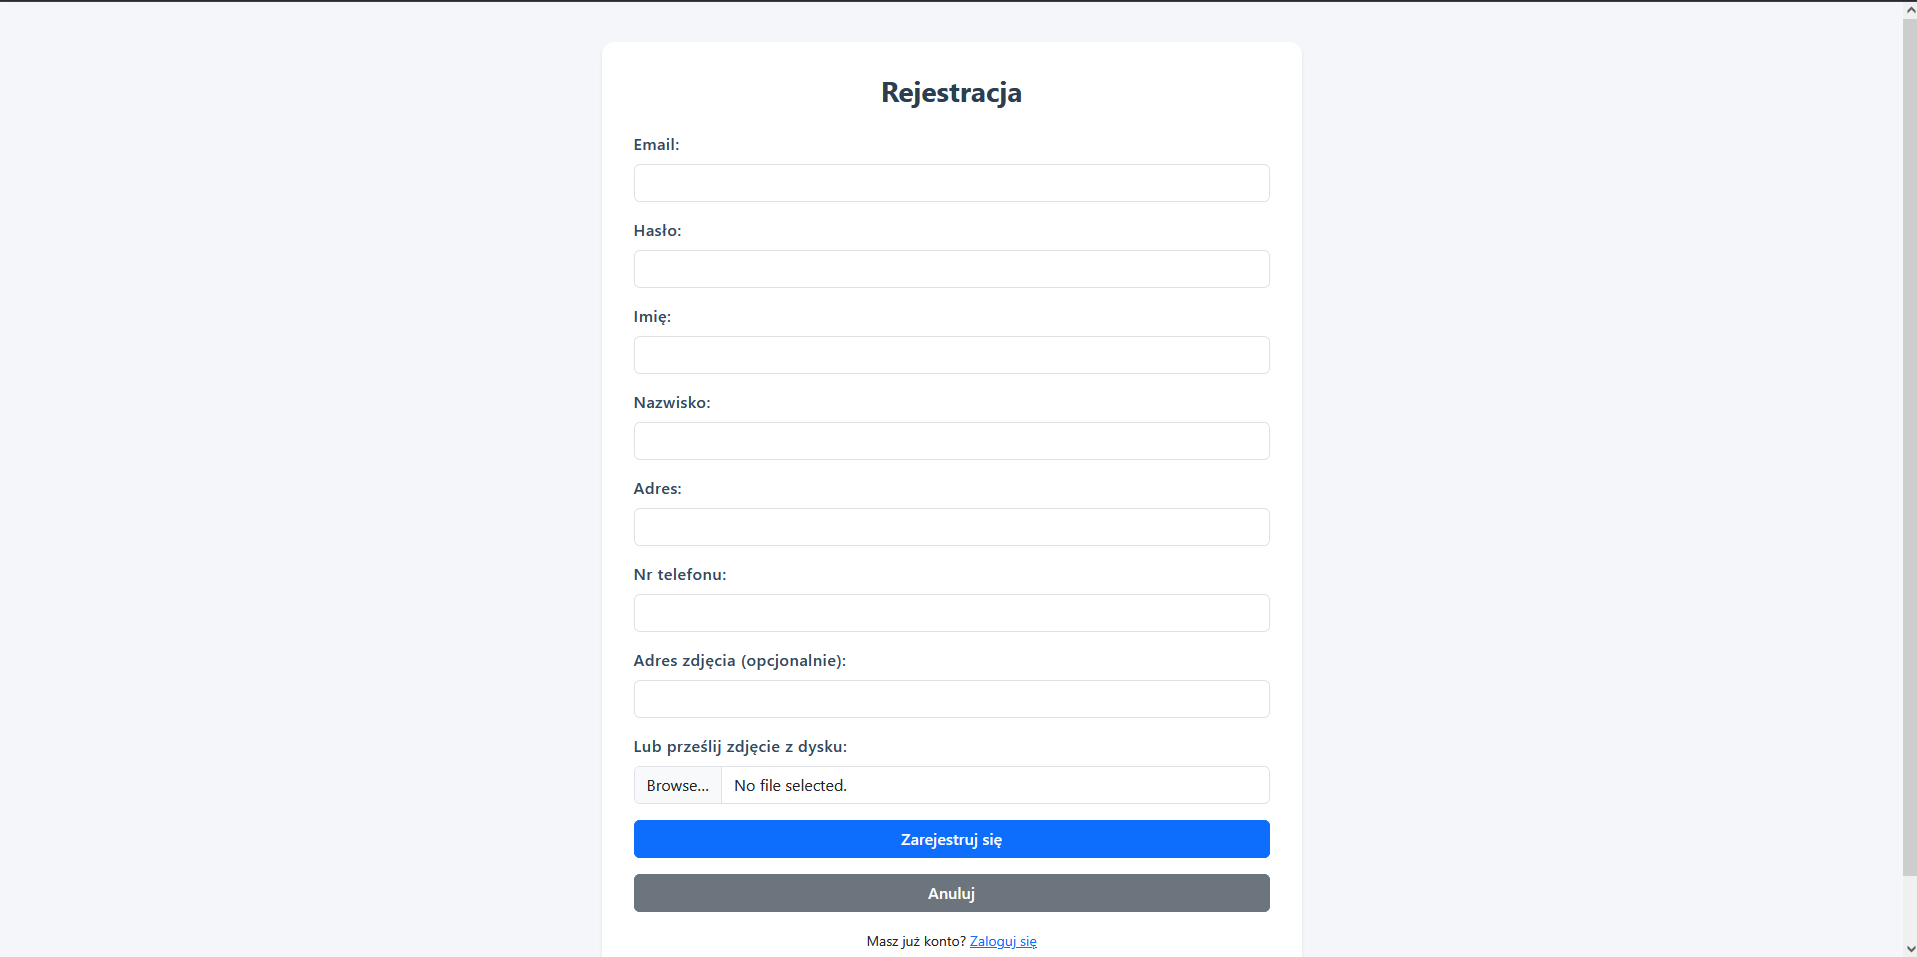 Rejestracja
Email:
Hasło:
Imię:
Nazwisko:
Adres:
Nr telefonu:
Adres zdjęcia (opcjonalnie):
Lub prześlij zdjęcie z dysku:
Browse... No file selected.
Zarejestruj się
Anuluj
Masz już konto? Zaloguj się